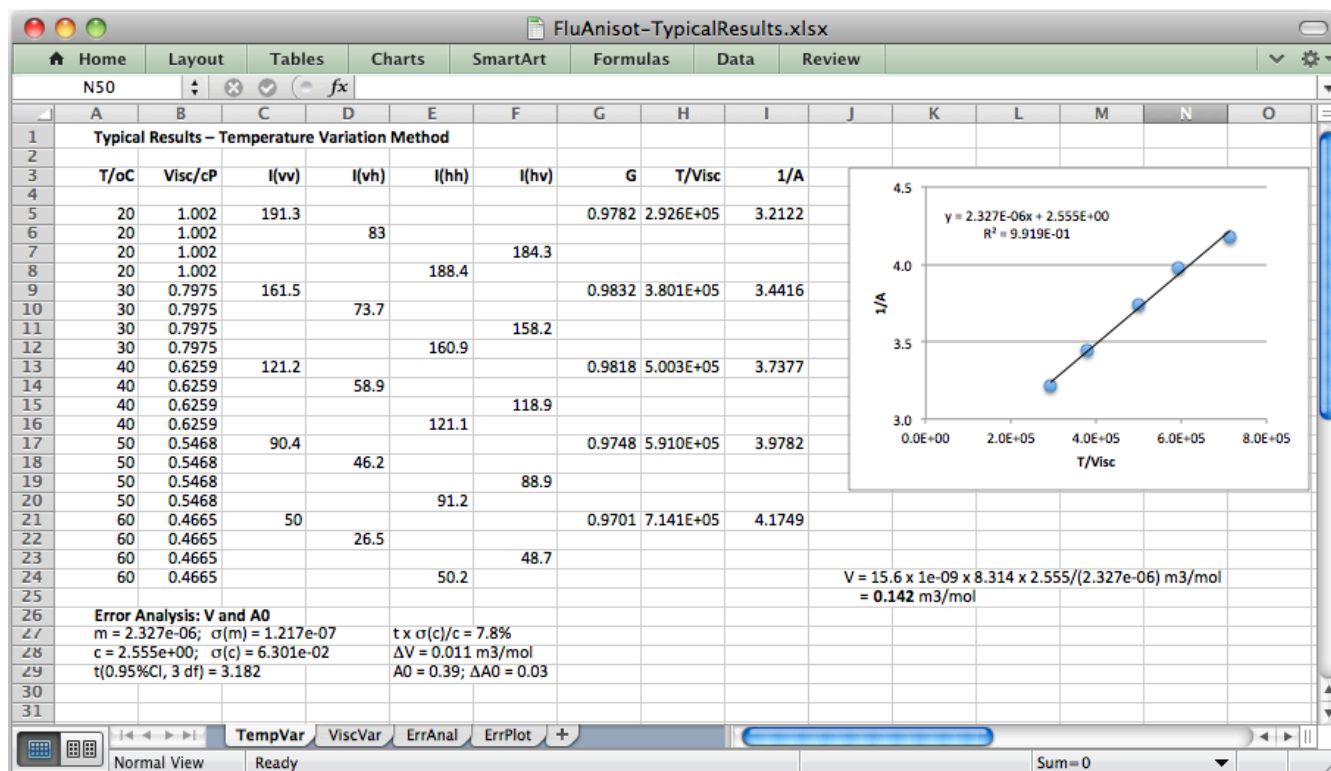 FluAnisot-TypicalResults.xlsx
Home Layout Tables Charts SmartArt Formulas Data Review
N50 fx
A B C D E F G H I J K L M N O
1 Typical Results – Temperature Variation Method
2
3 T/oC Visc/cP I(vv) I(vh) I(hh) I(hv) G T/Visc 1/A
4
5 20 1.002 191.3 0.9782 2.926E+05 3.2122
6 20 1.002 83
7 20 1.002 184.3
8 20 1.002 188.4
9 30 0.7975 161.5 0.9832 3.801E+05 3.4416
10 30 0.7975 73.7
11 30 0.7975 158.2
12 30 0.7975 160.9
13 40 0.6259 121.2 0.9818 5.003E+05 3.7377
14 40 0.6259 58.9
15 40 0.6259 118.9
16 40 0.6259 121.1
17 50 0.5468 90.4 0.9748 5.910E+05 3.9782
18 50 0.5468 46.2
19 50 0.5468 88.9
20 50 0.5468 91.2
21 60 0.4665 50 0.9701 7.141E+05 4.1749
22 60 0.4665 26.5
23 60 0.4665 48.7
24 60 0.4665 50.2
25
26 Error Analysis: V and A0
27 m = 2.327e-06; σ(m) = 1.217e-07 t x σ(c)/c = 7.8%
28 c = 2.555e+00; σ(c) = 6.301e-02 ΔV = 0.011 m3/mol
29 t(0.95%CI, 3 df) = 3.182 A0 = 0.39; ΔA0 = 0.03
30
31
4.5
y = 2.327E-06x + 2.555E+00
R² = 9.919E-01
4.0
1/A
3.5
3.0
0.0E+00 2.0E+05 4.0E+05 6.0E+05 8.0E+05
T/Visc
V = 15.6 x 1e-09 x 8.314 x 2.555/(2.327e-06) m3/mol
= 0.142 m3/mol
TempVar ViscVar ErrAnal ErrPlot +
Normal View Ready Sum=0